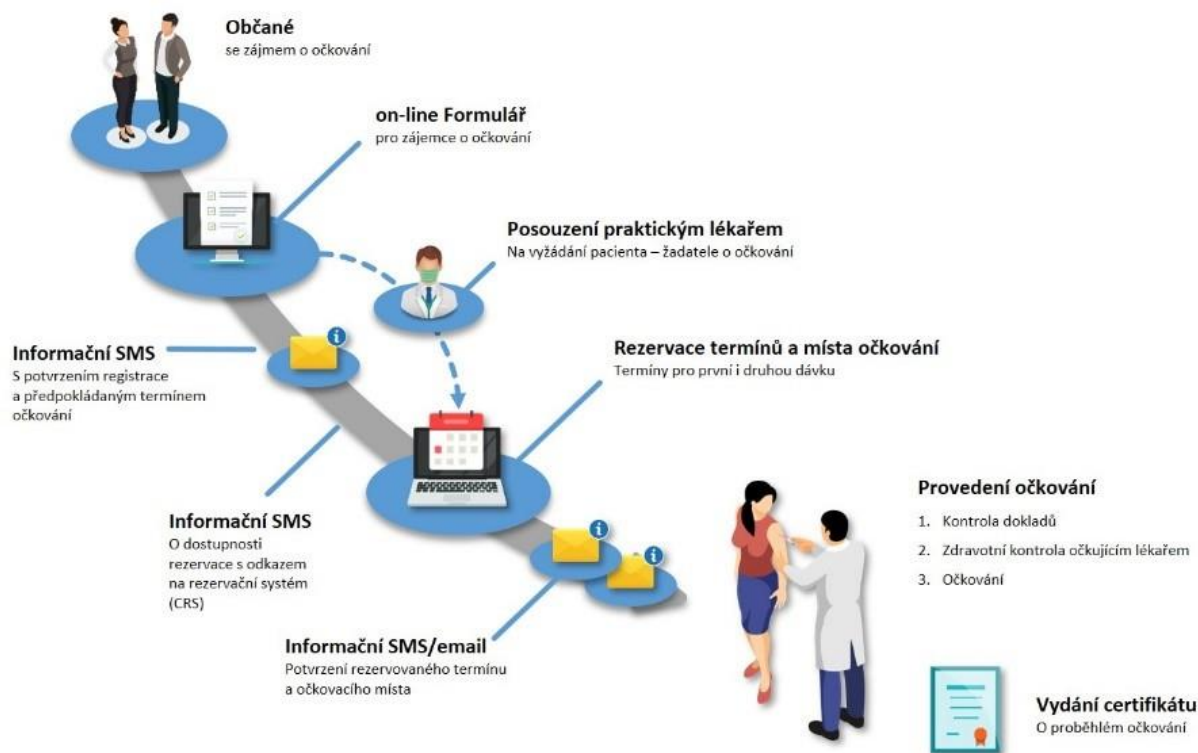 Občané
se zájmem o očkování
on-line Formulář
pro zájemce o očkování
Posouzení praktickým lékařem
Na vyžádání pacienta – žadatele o očkování
Informační SMS
S potvrzením registrace
a předpokládaným termínem
očkování
Rezervace termínů a místa očkování
Termíny pro první i druhou dávku
Informační SMS
O dostupnosti
rezervace s odkazem
na rezervační systém
(CRS)
Informační SMS/email
Potvrzení rezervovaného termínu
a očkovacího místa
Provedení očkování
1. Kontrola dokladů
2. Zdravotní kontrola očkujícím lékařem
3. Očkování
Vydání certifikátu
O proběhlém očkování